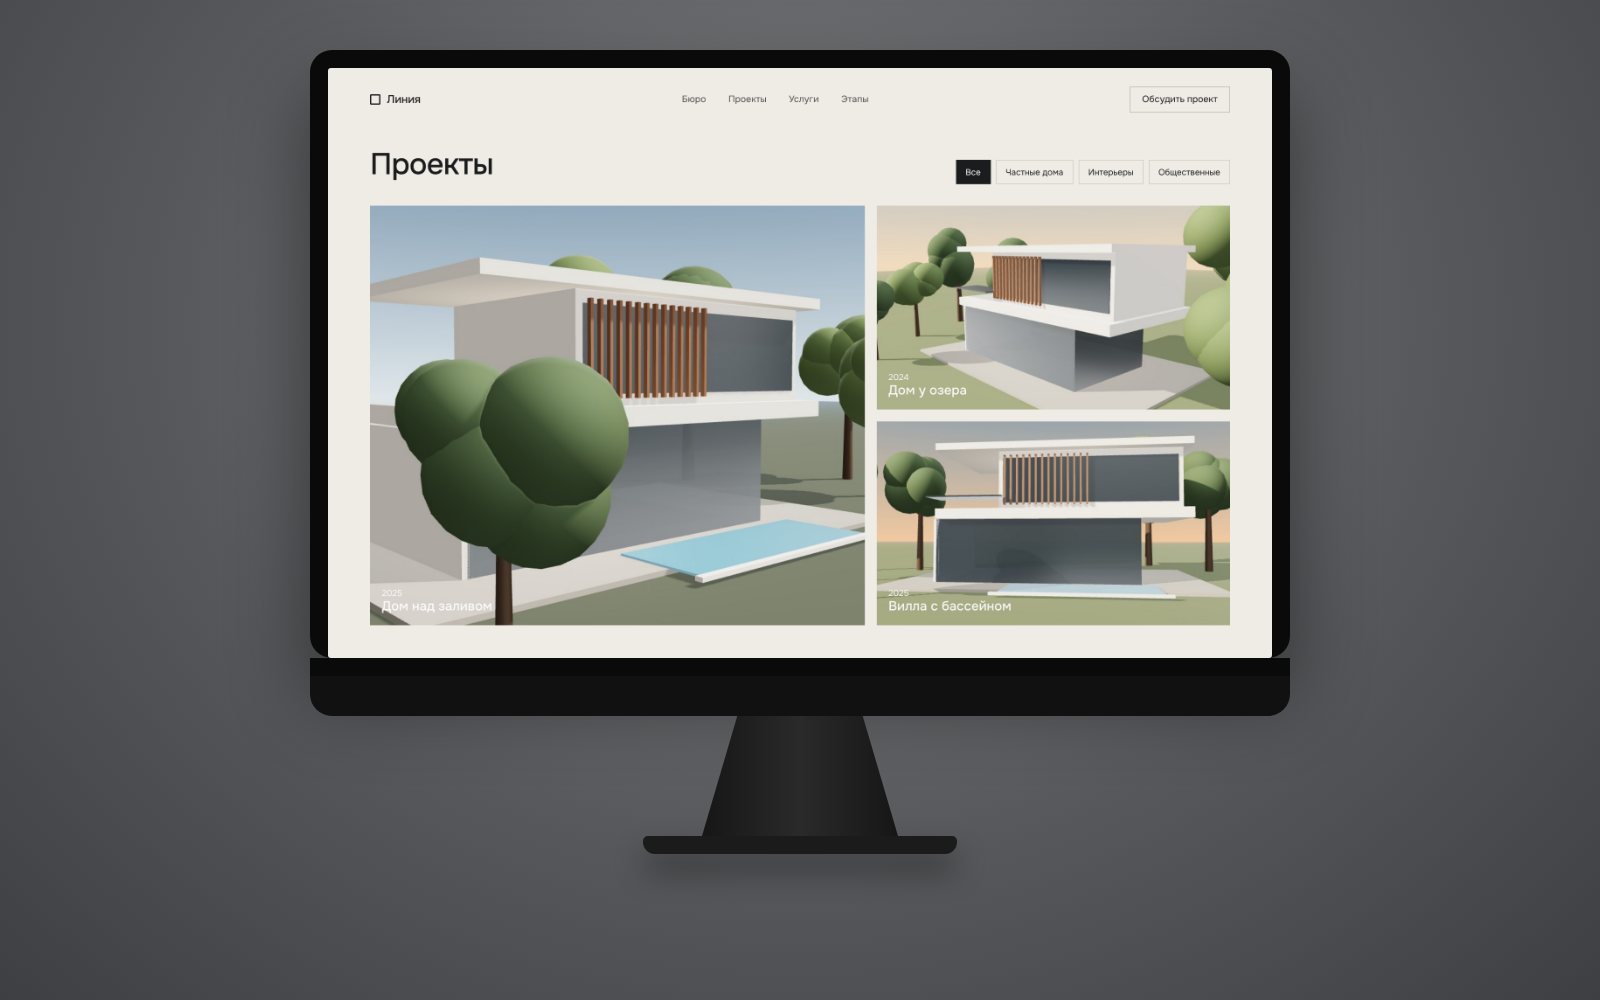 Линия
Бюро Проекты Услуги Этапы
Обсудить проект
Проекты
Все Частные дома Интерьеры Общественные
2025
Дом над заливом
2024
Дом у озера
2025
Вилла с бассейном